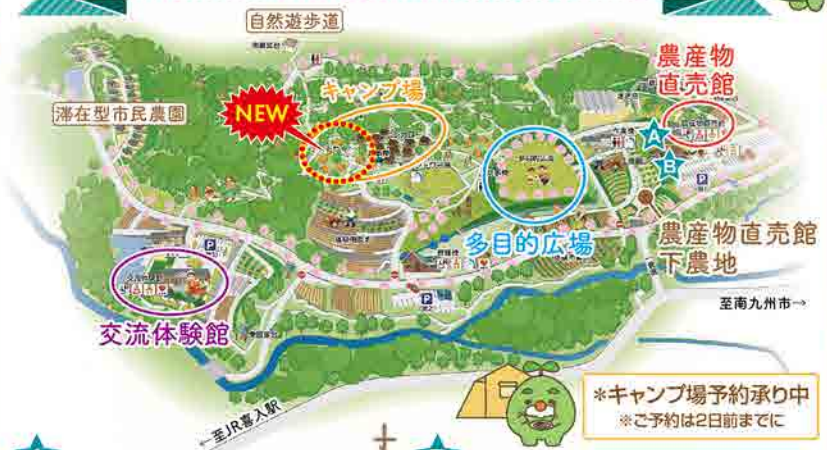 自然遊歩道
農産物
直売館
キャンプ場
滞在型市民農園
NEW
A
B
多目的広場
農産物直売館
下農地
P
P
P
交流体験館
至南九州市→
*キャンプ場予約承り中
※ご予約は2日前までに
←至JR喜入駅